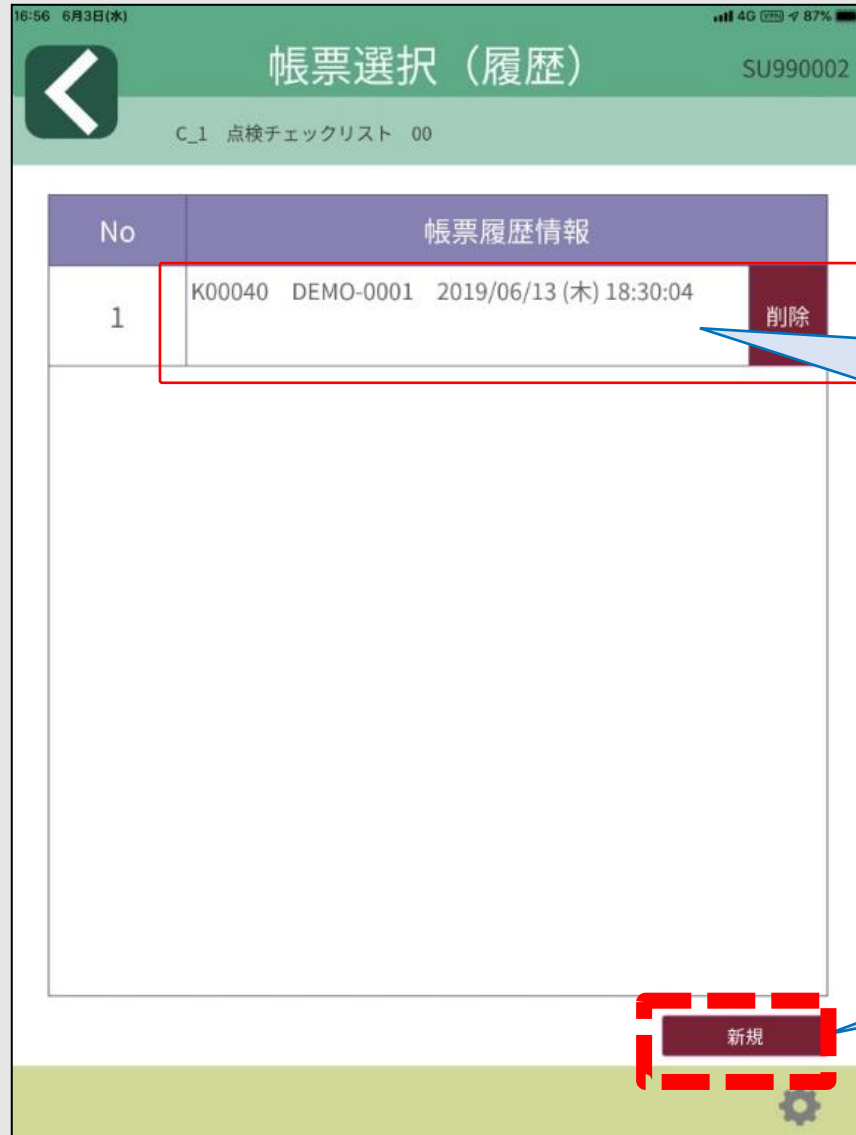 16:56 6月3日(水) 4G VPN 87%
帳票選択（履歴） SU990002
C_1 点検チェックリスト 00
No 帳票履歴情報
1 K00040 DEMO-0001 2019/06/13 (木) 18:30:04 削除
新規